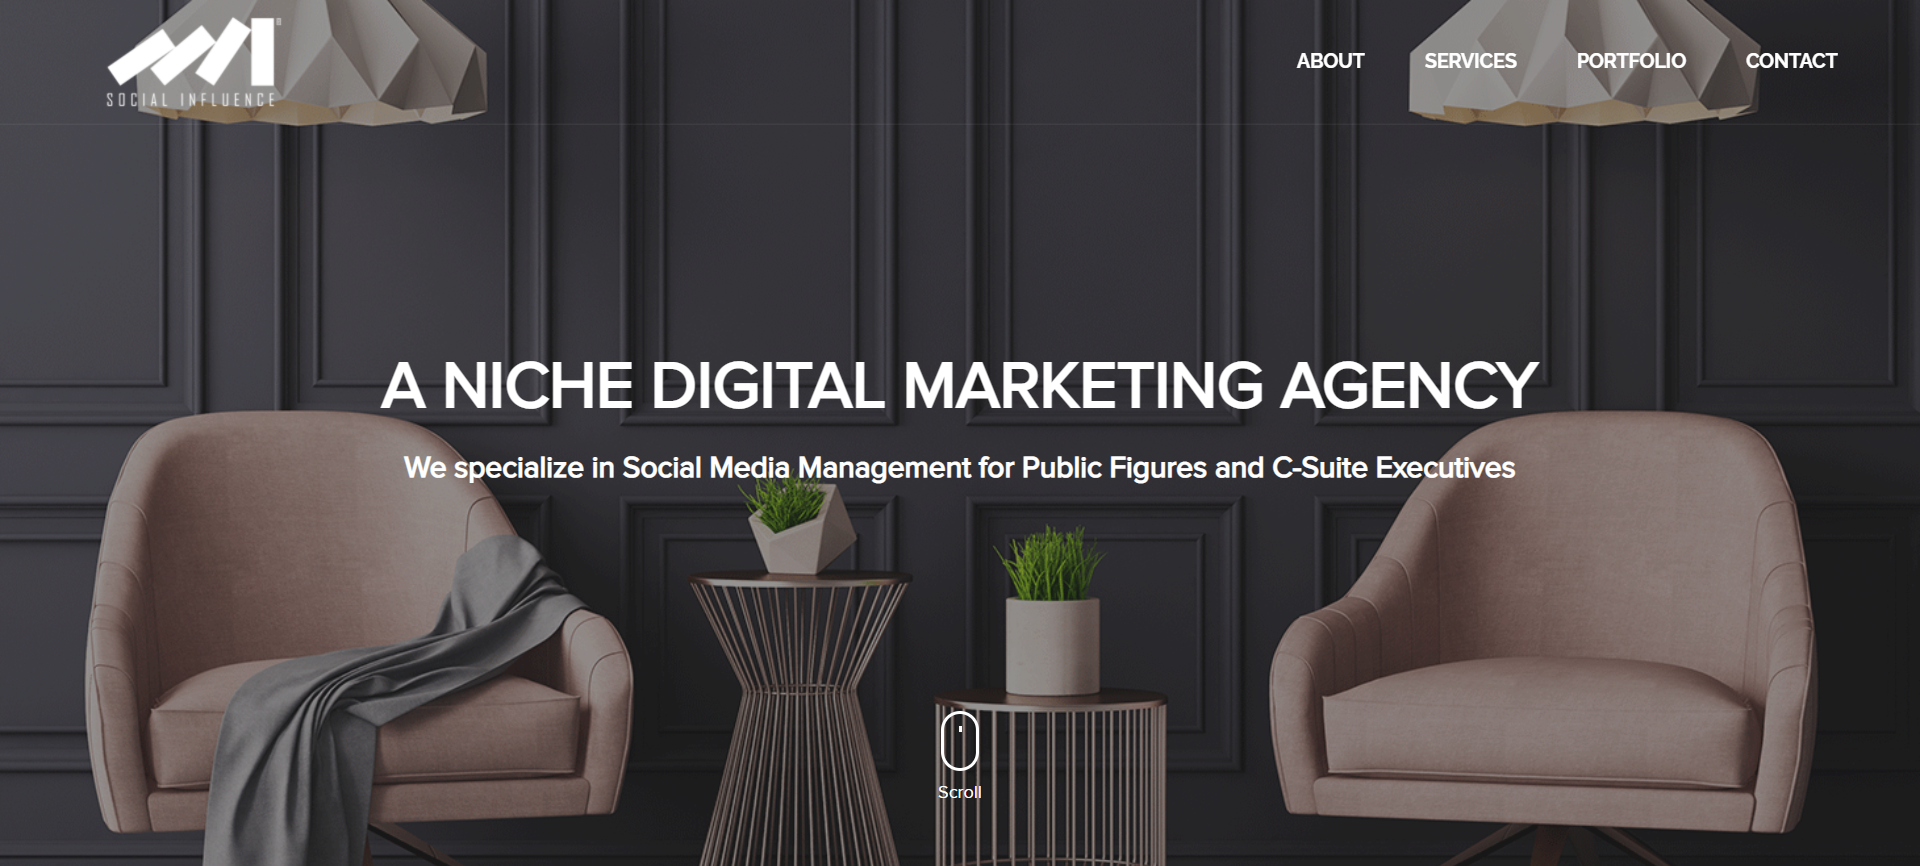 SOCIAL INFLUENCE
ABOUT SERVICES PORTFOLIO CONTACT
A NICHE DIGITAL MARKETING AGENCY
We specialize in Social Media Management for Public Figures and C-Suite Executives
Scroll